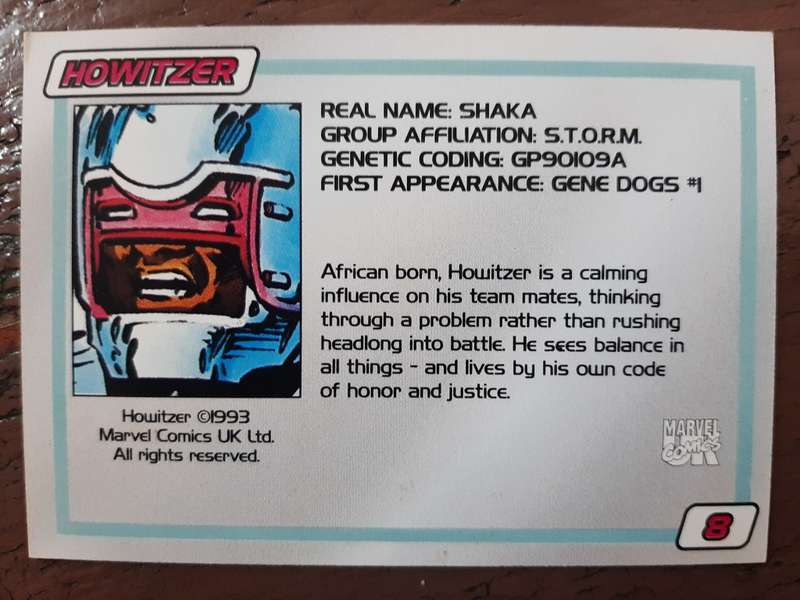 HOWITZER
REAL NAME: SHAKA
GROUP AFFILIATION: S.T.O.R.M.
GENETIC CODING: GP90109A
FIRST APPEARANCE: GENE DOGS #1
African born, Howitzer is a calming
influence on his team mates, thinking
through a problem rather than rushing
headlong into battle. He sees balance in
all things - and lives by his own code
of honor and justice.
Howitzer ©1993
Marvel Comics UK Ltd.
All rights reserved.
MARVEL
COMICS
UK
8